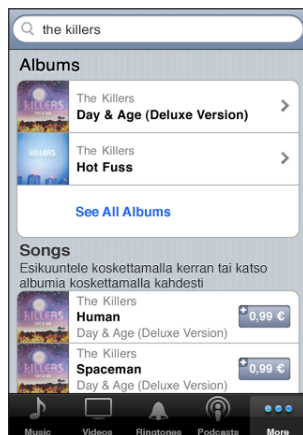 the killers
Albums
The Killers
Day & Age (Deluxe Version)
The Killers
Hot Fuss
See All Albums
Songs
Esikuuntele koskettamalla kerran tai katso
albumia koskettamalla kahdesti
The Killers
Human
0,99 €
Day & Age (Deluxe Version)
The Killers
Spaceman
0,99 €
Day & Age (Deluxe Version)
Music Videos Ringtones Podcasts More